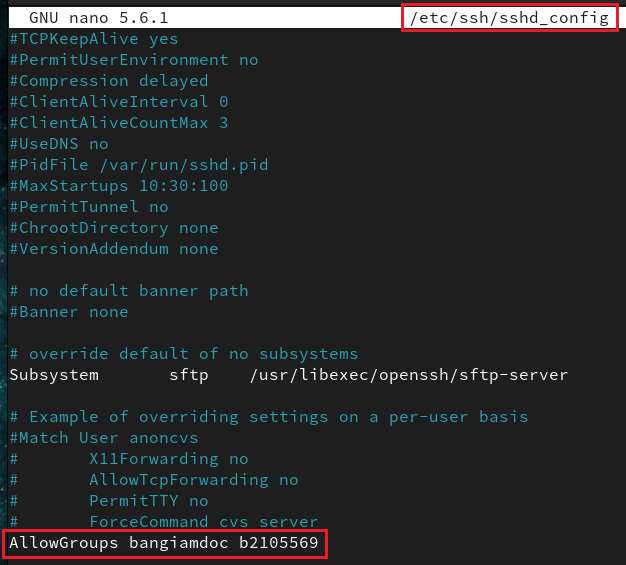 GNU nano 5.6.1 /etc/ssh/sshd_config
#TCPKeepAlive yes
#PermitUserEnvironment no
#Compression delayed
#ClientAliveInterval 0
#ClientAliveCountMax 3
#UseDNS no
#PidFile /var/run/sshd.pid
#MaxStartups 10:30:100
#PermitTunnel no
#ChrootDirectory none
#VersionAddendum none
# no default banner path
#Banner none
# override default of no subsystems
Subsystem       sftp    /usr/libexec/openssh/sftp-server
# Example of overriding settings on a per-user basis
#Match User anoncvs
#       X11Forwarding no
#       AllowTcpForwarding no
#       PermitTTY no
#       ForceCommand cvs server
AllowGroups bangiamdoc b2105569